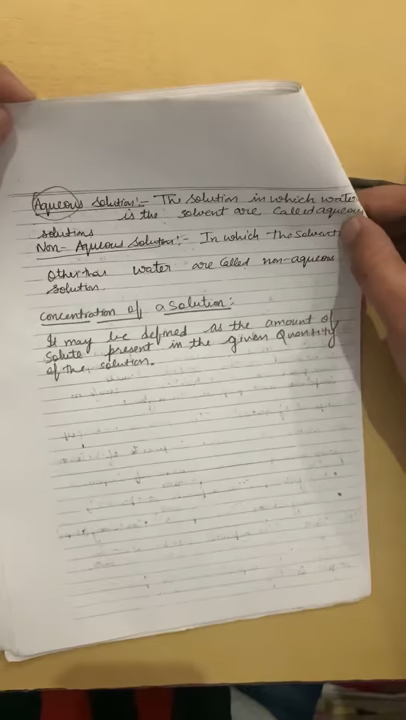 Aqueous Solution:- The Solution in which water
is the solvent are. Called aqueous
solutions
Non- Aqueous Solution:- In which the Solvent
Other than water are Called non-aqueous
Solution.
Concentration of a solution:
It may be defined as the amount of
Solute present in the given Quantity
of the solution.